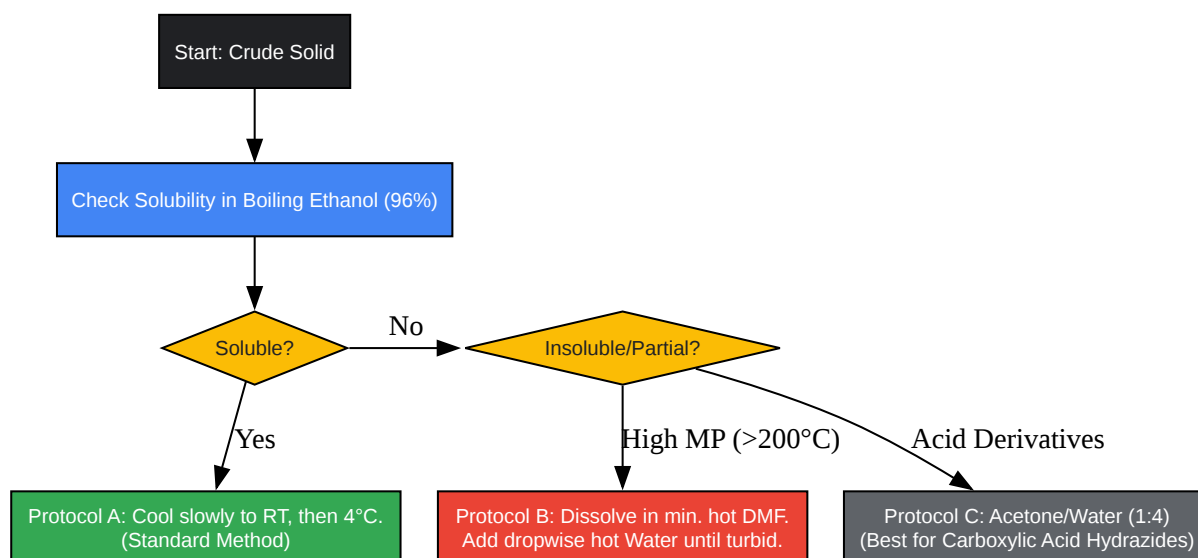 Start: Crude Solid
Check Solubility in Boiling Ethanol (96%)
Soluble?
No
Insoluble/Partial?
Yes
High MP (>200°C)
Acid Derivatives
Protocol A: Cool slowly to RT, then 4°C.
(Standard Method)
Protocol B: Dissolve in min. hot DMF.
Add dropwise hot Water until turbid.
Protocol C: Acetone/Water (1:4)
(Best for Carboxylic Acid Hydrazides)